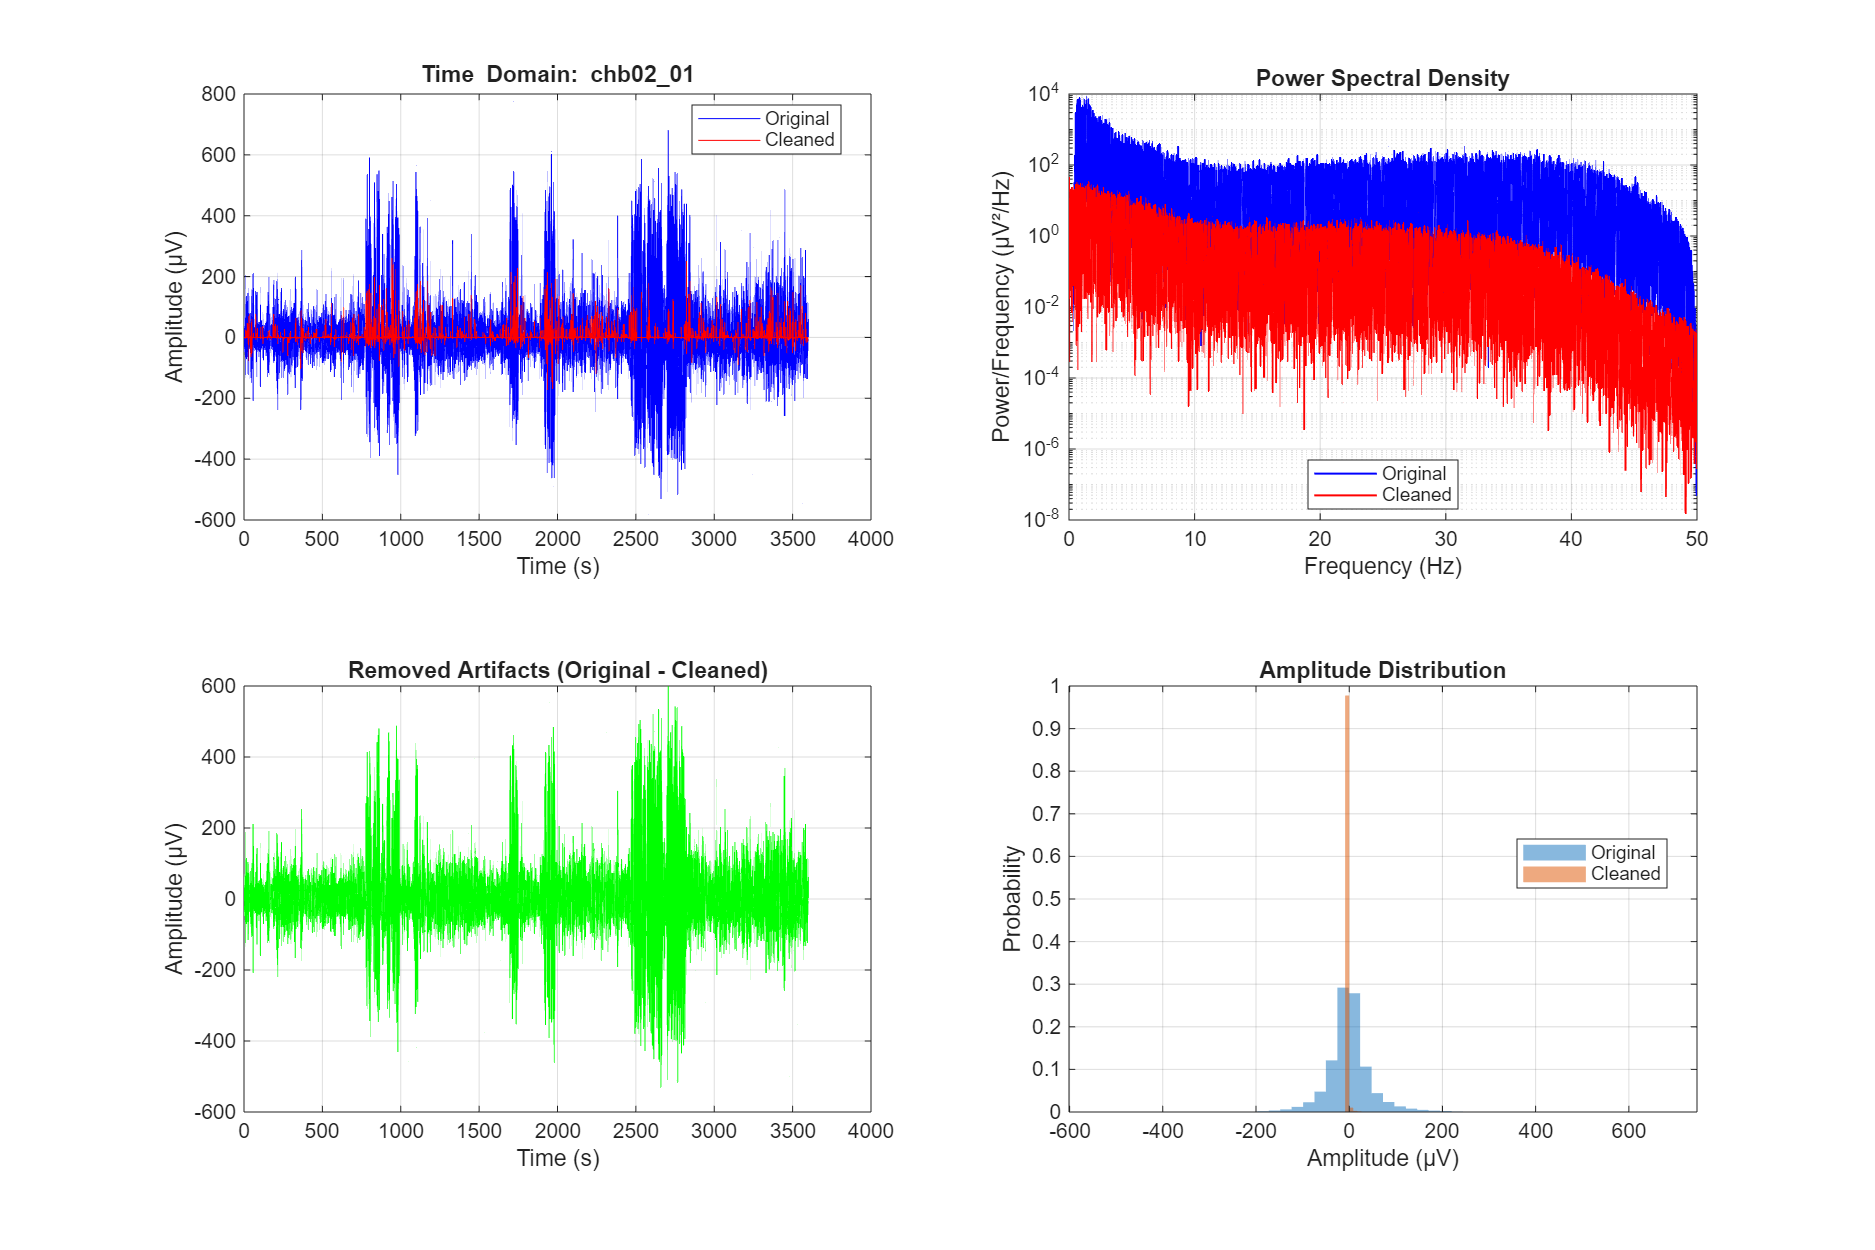 Time  Domain:  chb02_01
800
600
400
200
0
-200
-400
-600
Amplitude (µV)
0 500 1000 1500 2000 2500 3000 3500 4000
Time (s)
Original
Cleaned
Power Spectral Density
10^4
10^2
10^0
10^-2
10^-4
10^-6
10^-8
Power/Frequency (µV²/Hz)
0 10 20 30 40 50
Frequency (Hz)
Original
Cleaned
Removed Artifacts (Original - Cleaned)
600
400
200
0
-200
-400
-600
Amplitude (µV)
0 500 1000 1500 2000 2500 3000 3500 4000
Time (s)
Amplitude Distribution
1
0.9
0.8
0.7
0.6
0.5
0.4
0.3
0.2
0.1
0
Probability
-600 -400 -200 0 200 400 600
Amplitude (µV)
Original
Cleaned